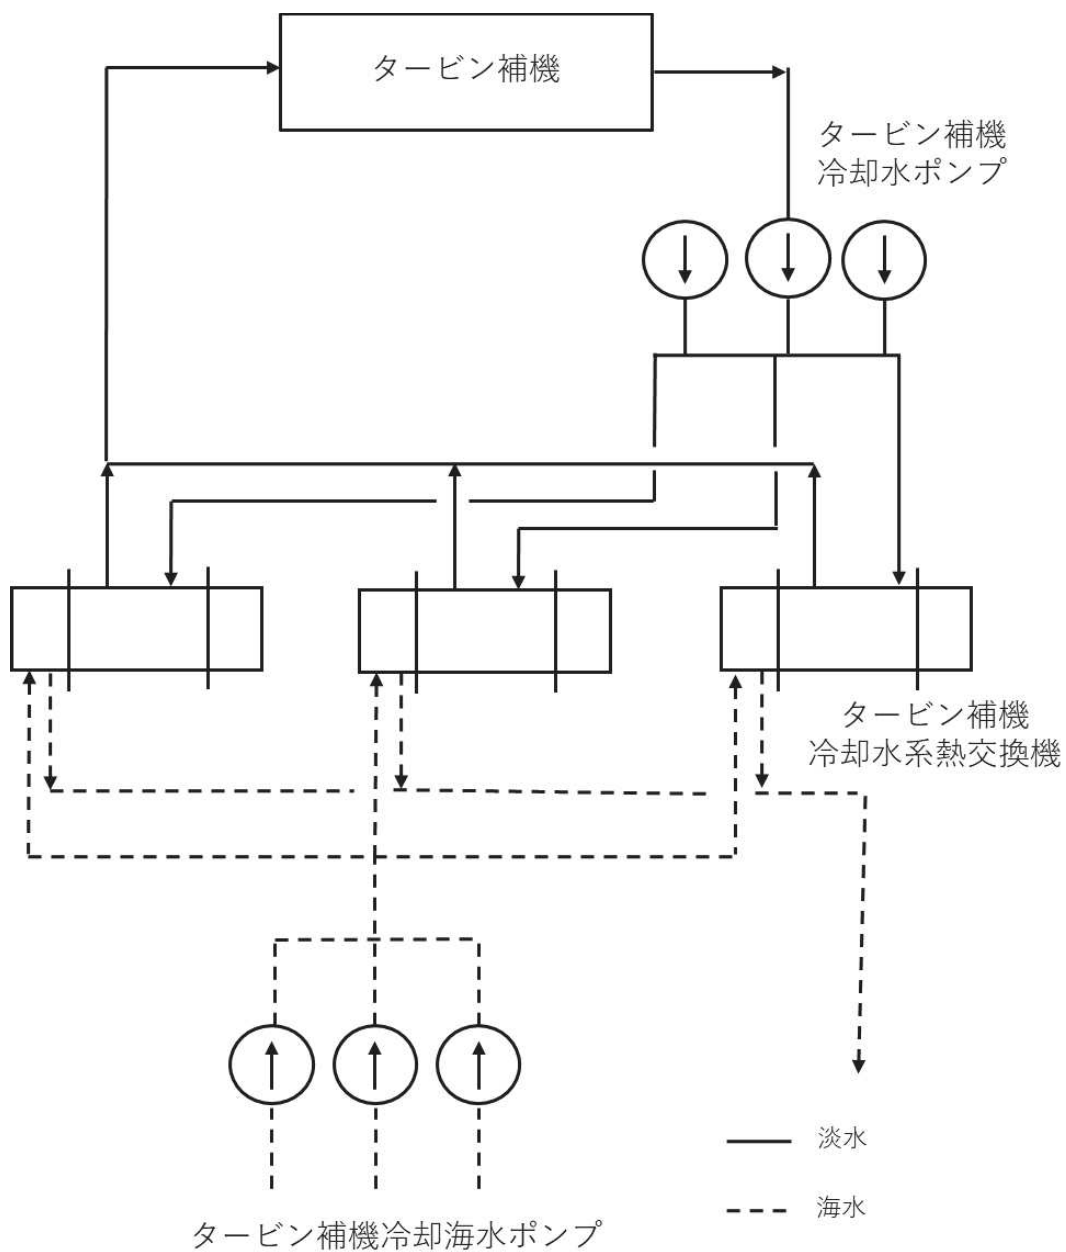 タービン補機
タービン補機
冷却水ポンプ
タービン補機
冷却水系熱交換機
淡水
海水
タービン補機冷却海水ポンプ